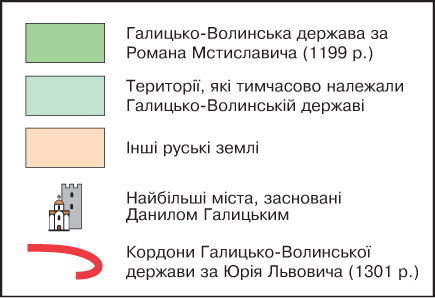 Галицько-Волинська держава за
Романа Мстиславича (1199 р.)
Території, які тимчасово належали
Галицько-Волинській державі
Інші руські землі
Найбільші міста, засновані
Данилом Галицьким
Кордони Галицько-Волинської
держави за Юрія Львовича (1301 р.)